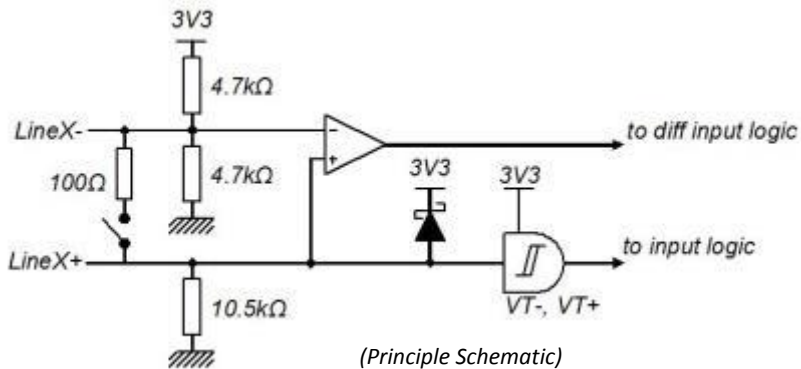 3V3
4.7kΩ
LineX-
to diff input logic
4.7kΩ
3V3
3V3
100Ω
to input logic
LineX+
VT-, VT+
10.5kΩ
(Principle Schematic)